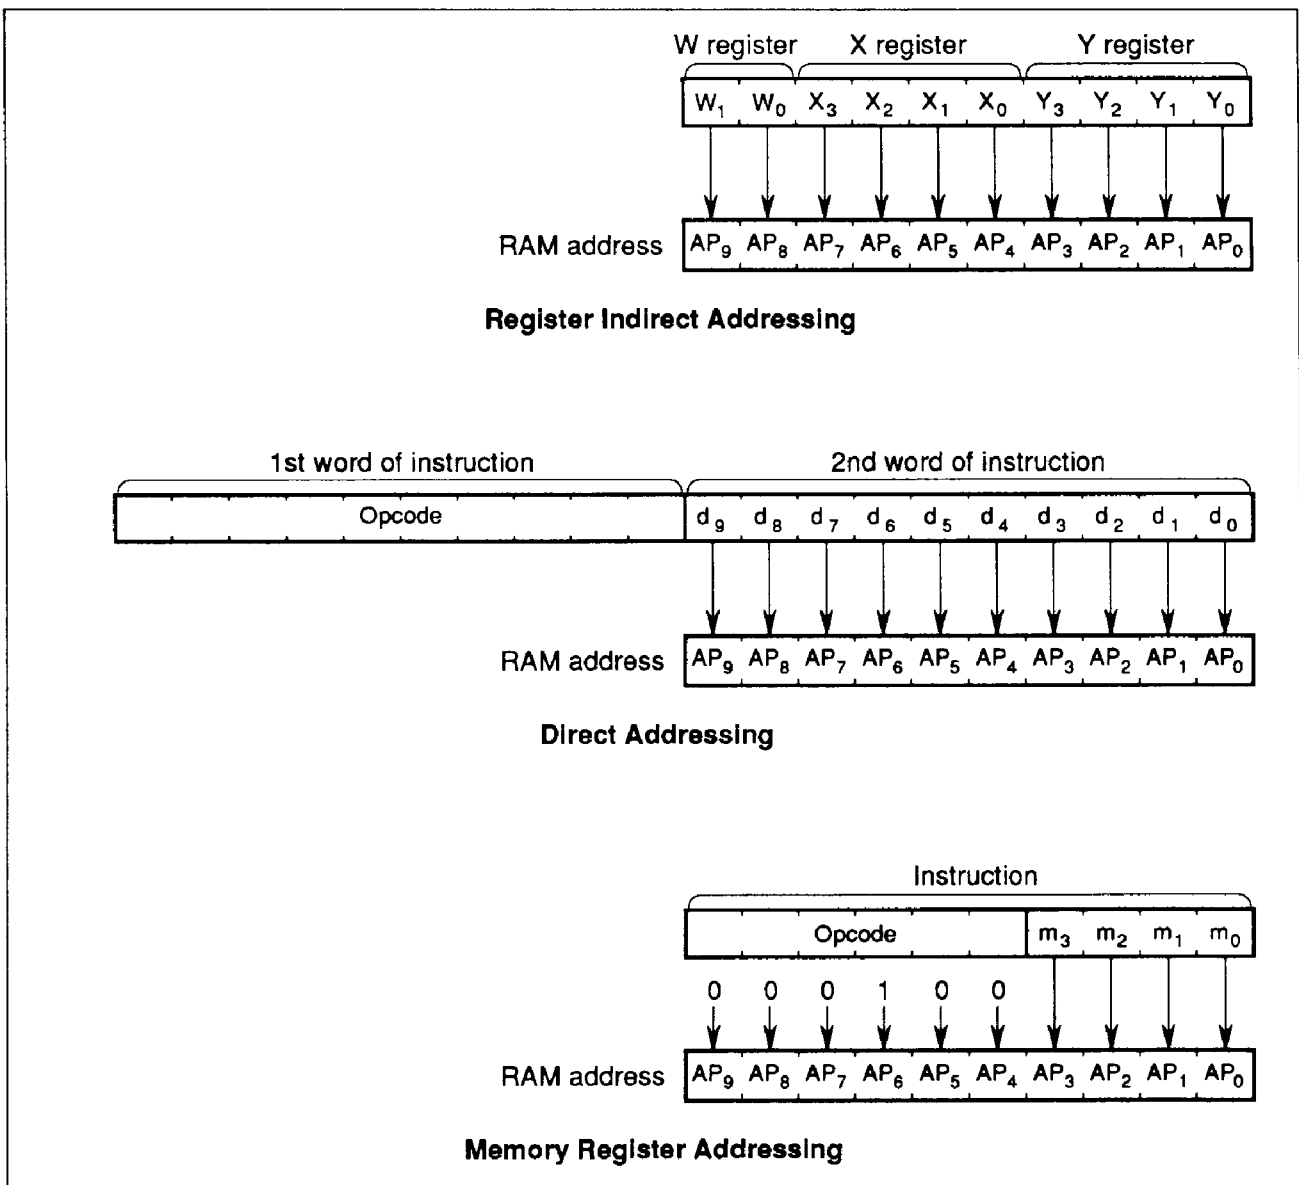 W register X register Y register
W1 W0 X3 X2 X1 X0 Y3 Y2 Y1 Y0
RAM address AP9 AP8 AP7 AP6 AP5 AP4 AP3 AP2 AP1 AP0
Register Indirect Addressing
1st word of instruction 2nd word of instruction
Opcode d9 d8 d7 d6 d5 d4 d3 d2 d1 d0
RAM address AP9 AP8 AP7 AP6 AP5 AP4 AP3 AP2 AP1 AP0
Direct Addressing
Instruction
Opcode m3 m2 m1 m0
0 0 0 1 0 0
RAM address AP9 AP8 AP7 AP6 AP5 AP4 AP3 AP2 AP1 AP0
Memory Register Addressing